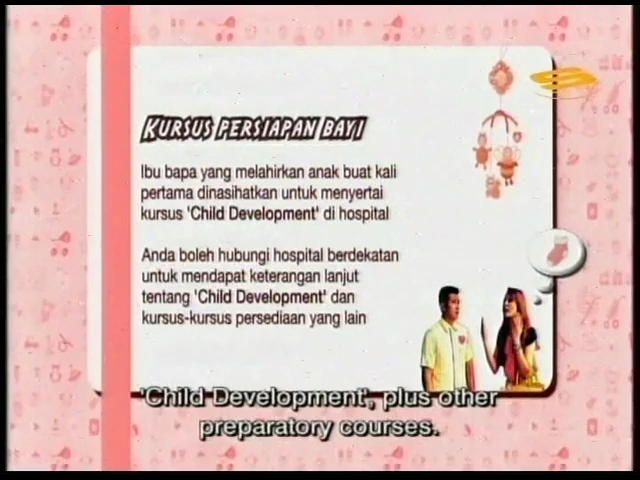 KURSUS PERSIAPAN BAYI
Ibu bapa yang melahirkan anak buat kali
pertama dinasihatkan untuk menyertai
kursus 'Child Development' di hospital
Anda boleh hubungi hospital berdekatan
untuk mendapat keterangan lanjut
tentang 'Child Development' dan
kursus-kursus persediaan yang lain
'Child Development', plus other
preparatory courses.